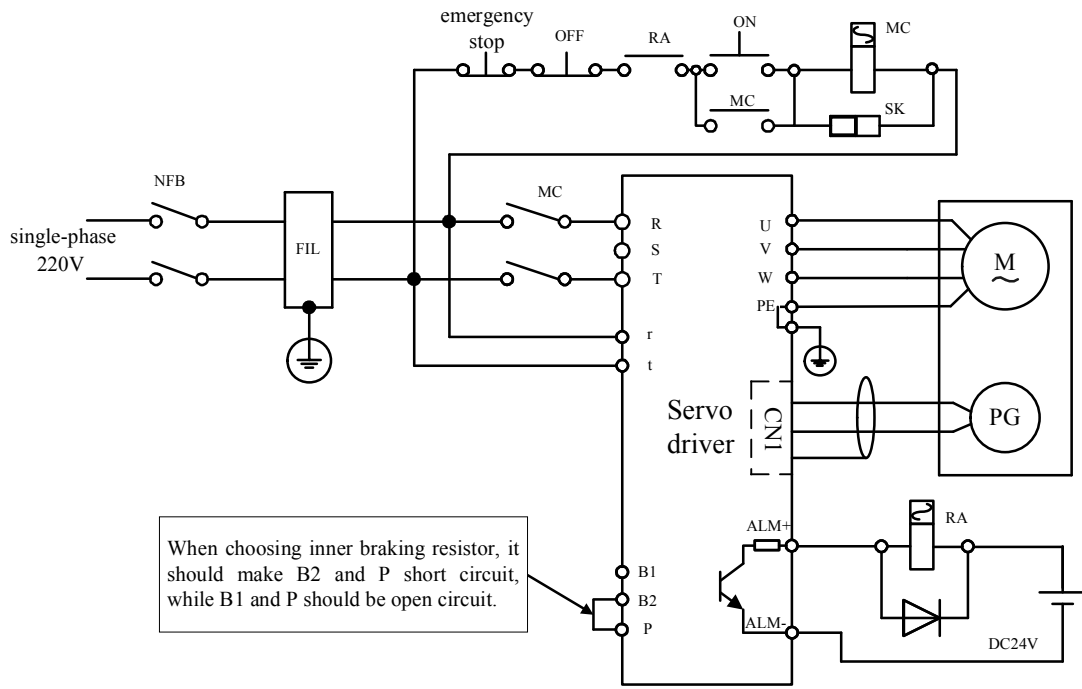 emergency
stop
OFF
RA
ON
MC
MC
SK
NFB
MC
single-phase
220V
FIL
R
S
T
r
t
U
V
W
PE
M
Servo
driver
CN1
PG
When choosing inner braking resistor, it
should make B2 and P short circuit,
while B1 and P should be open circuit.
B1
B2
P
ALM+
ALM-
RA
DC24V